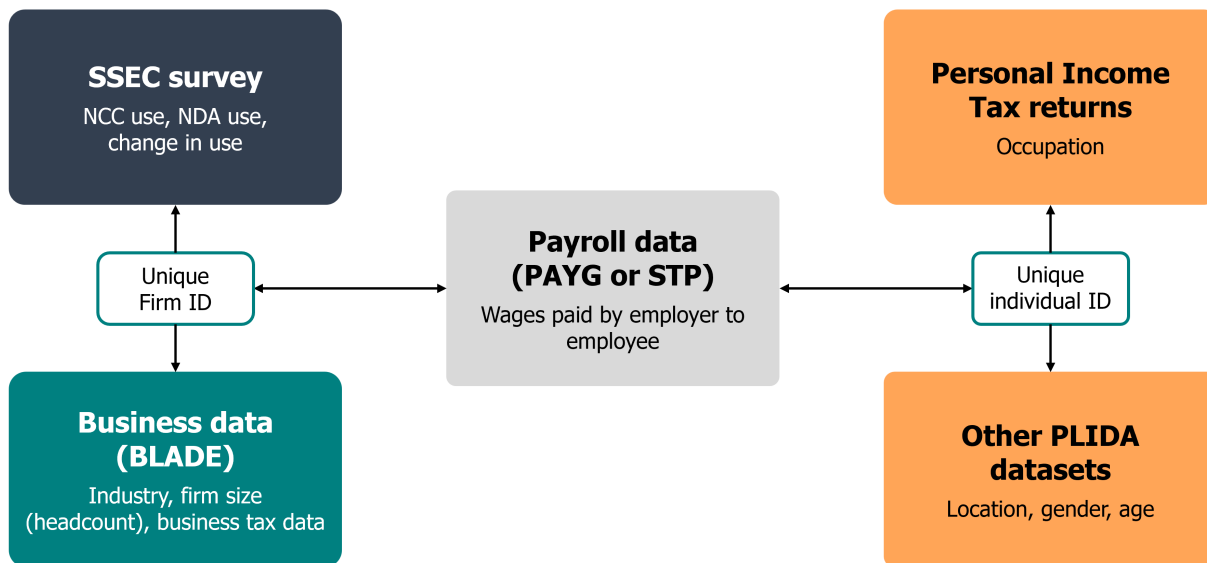 SSEC survey
NCC use, NDA use,
change in use
Personal Income
Tax returns
Occupation
Unique
Firm ID
Payroll data
(PAYG or STP)
Wages paid by employer to
employee
Unique
individual ID
Business data
(BLADE)
Industry, firm size
(headcount), business tax data
Other PLIDA
datasets
Location, gender, age